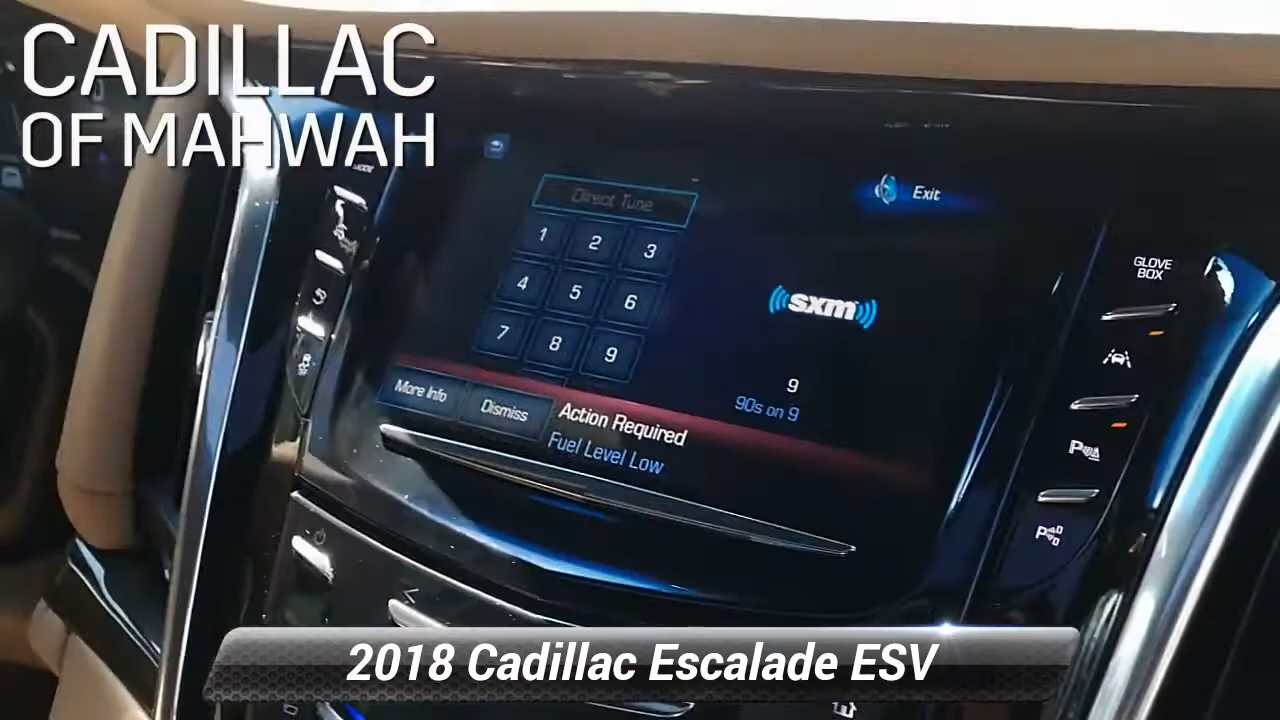 CADILLAC
OF MAHWAH
Direct Tune
Exit
1 2 3
4 5 6
7 8 9
sxm
9
90s on 9
More Info
Dismiss
Action Required
Fuel Level Low
GLOVE
BOX
2018 Cadillac Escalade ESV